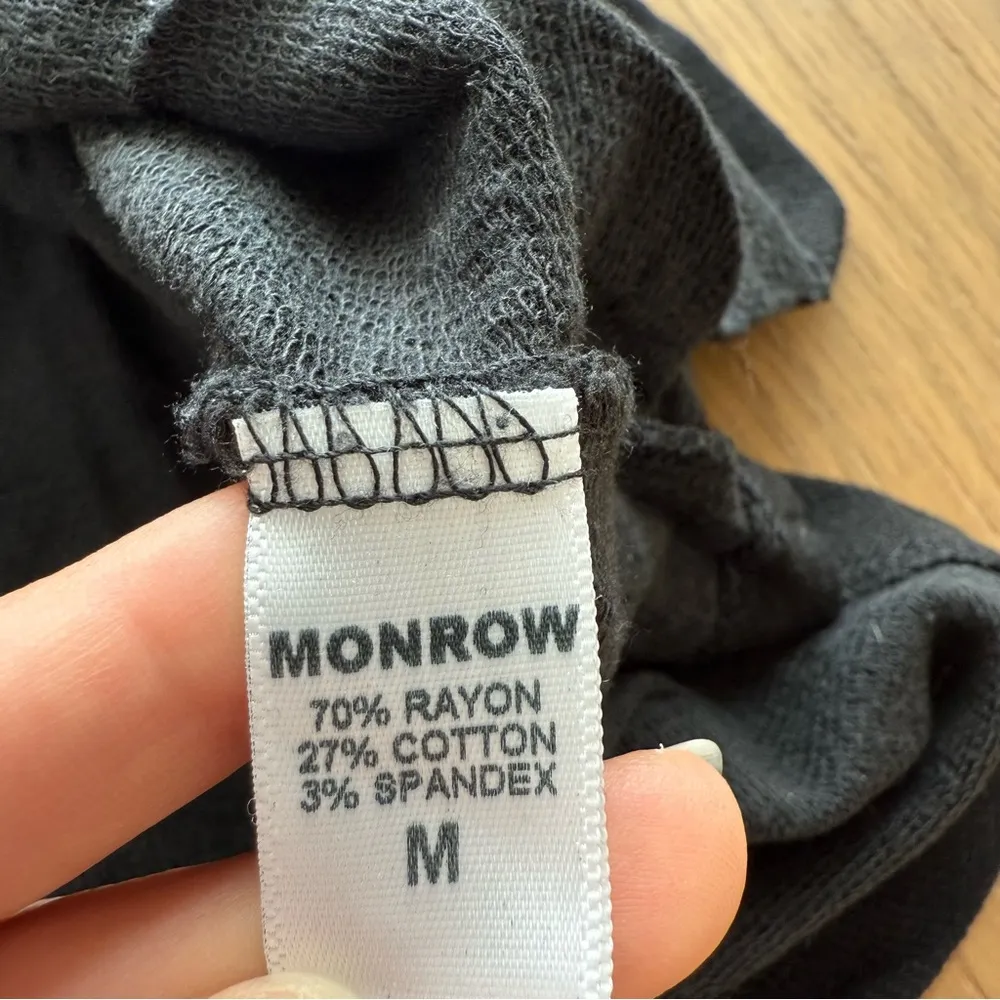 MONROW
70% RAYON
27% COTTON
3% SPANDEX
M